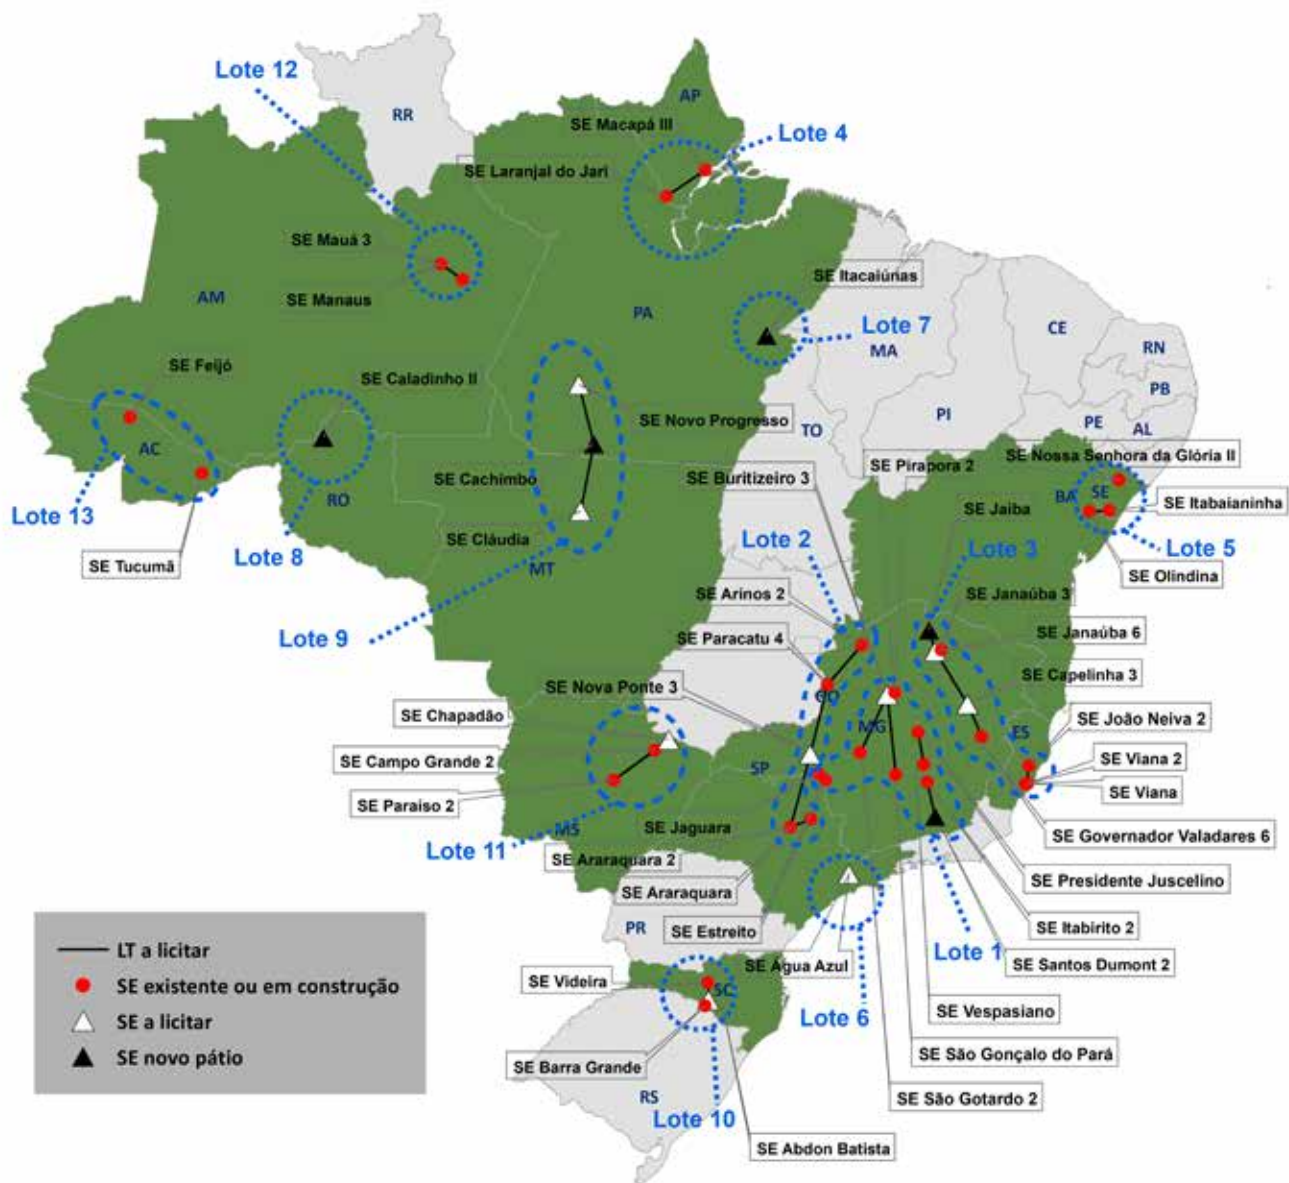 Lote 12
RR
AP
SE Macapá III
Lote 4
SE Laranjal do Jari
SE Mauá 3
SE Manaus
AM
PA
SE Itacaiúnas
Lote 7
MA
CE
RN
PB
PE
AL
PI
TO
SE Feijó
SE Caladinho II
SE Novo Progresso
AC
RO
SE Cachimbo
SE Buritizeiro 3
SE Pirapora 2
SE Nossa Senhora da Glória II
BA
SE
SE Itabaianinha
Lote 13
Lote 8
SE Cláudia
MT
SE Jaiba
Lote 2
Lote 3
Lote 5
SE Tucumã
SE Olindina
SE Arinos 2
SE Janaúba 3
Lote 9
SE Paracatu 4
SE Janaúba 6
SE Nova Ponte 3
GO
SE Capelinha 3
SE Chapadão
MG
ES
SE João Neiva 2
SE Campo Grande 2
SP
SE Viana 2
SE Viana
SE Paraiso 2
MS
SE Jaguara
SE Governador Valadares 6
Lote 11
SE Araraquara 2
SE Presidente Juscelino
SE Araraquara
SE Itabirito 2
PR
SE Estreito
Lote 1
SE Santos Dumont 2
SE Agua Azul
SE Videira
SC
Lote 6
SE Vespasiano
SE São Gonçalo do Pará
SE Barra Grande
RS
SE São Gotardo 2
Lote 10
SE Abdon Batista
LT a licitar
SE existente ou em construção
SE a licitar
SE novo pátio